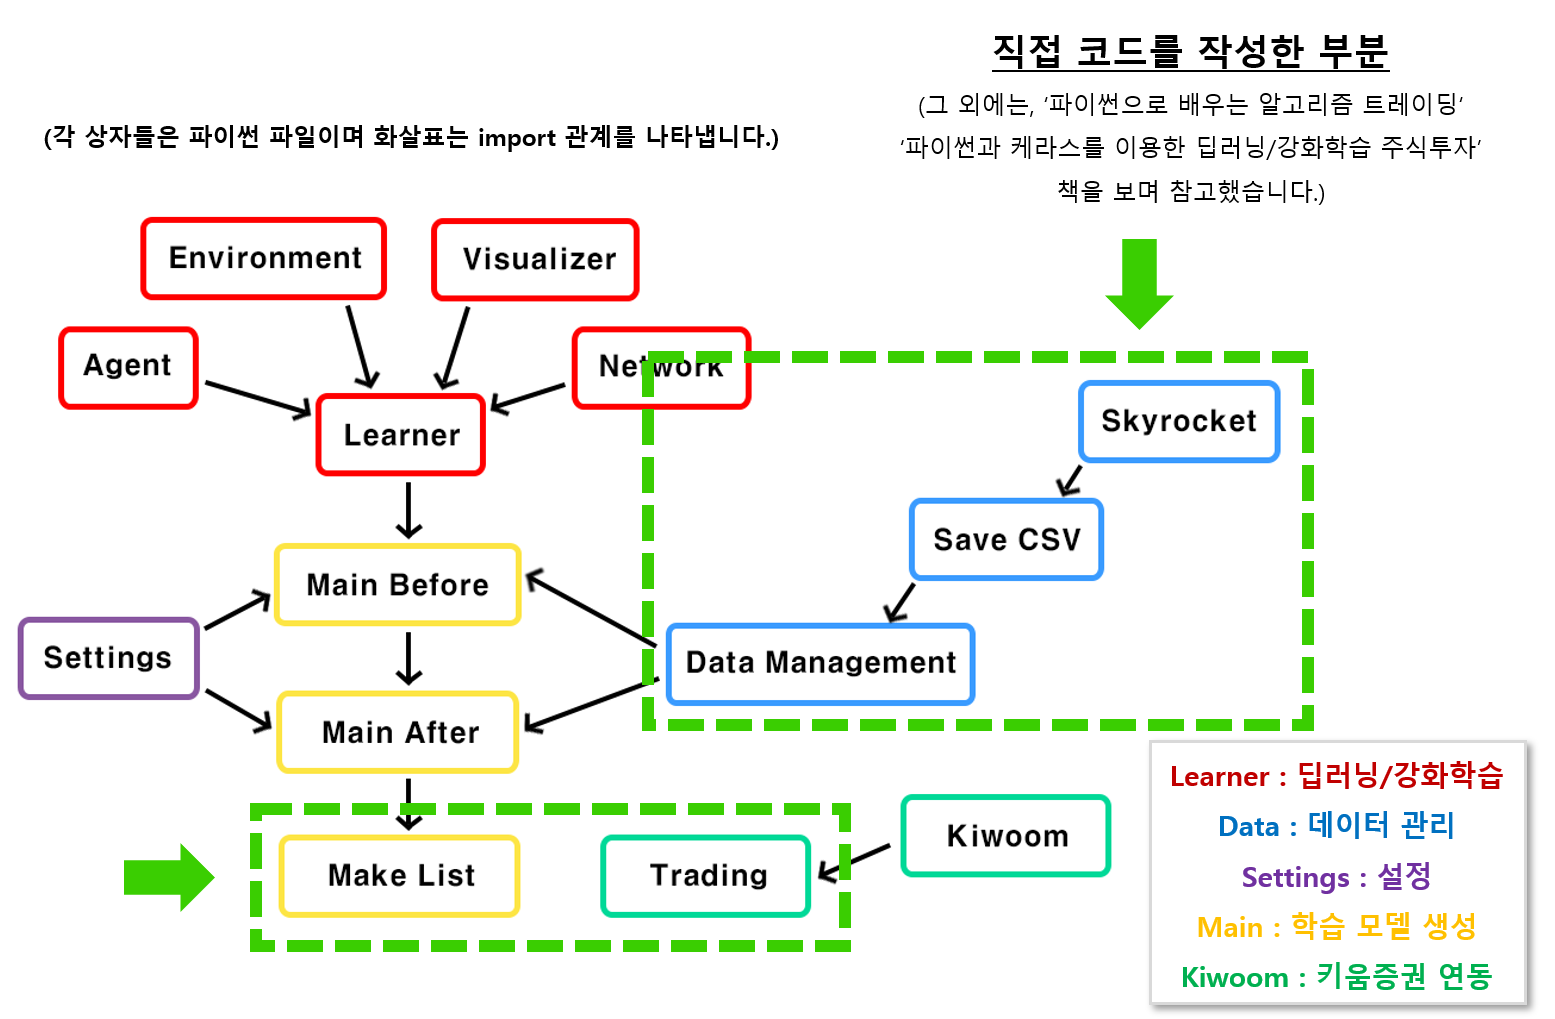 직접 코드를 작성한 부분
(그 외에는, ‘파이썬으로 배우는 알고리즘 트레이딩’
‘파이썬과 케라스를 이용한 딥러닝/강화학습 주식투자’
책을 보며 참고했습니다.)
(각 상자들은 파이썬 파일이며 화살표는 import 관계를 나타냅니다.)
Environment
Visualizer
Agent
Network
Learner
Skyrocket
Save CSV
Main Before
Settings
Data Management
Main After
Make List
Trading
Kiwoom
Learner : 딥러닝/강화학습
Data : 데이터 관리
Settings : 설정
Main : 학습 모델 생성
Kiwoom : 키움증권 연동